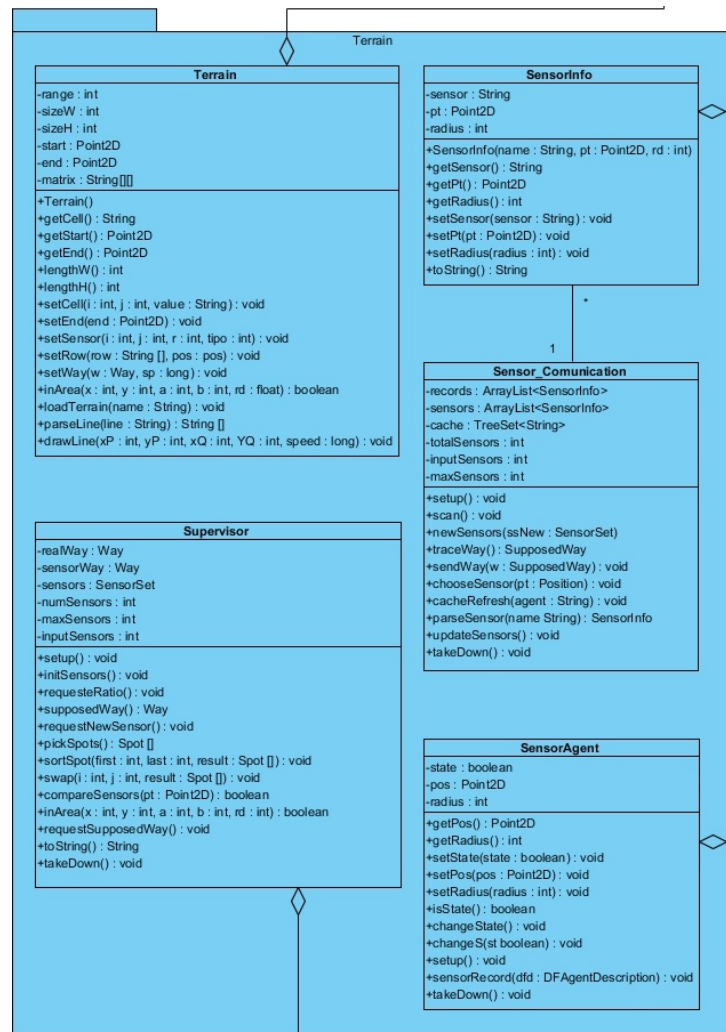 Terrain
Terrain
-range : int
-sizeW : int
-sizeH : int
-start : Point2D
-end : Point2D
-matrix : String[][]
+Terrain()
+getCell() : String
+getStart() : Point2D
+getEnd() : Point2D
+lengthW() : int
+lengthH() : int
+setCell(i : int, j : int, value : String) : void
+setEnd(end : Point2D) : void
+setSensor(i : int, j : int, r : int, tipo : int) : void
+setRow(row : String [], pos : pos) : void
+setWay(w : Way, sp : long) : void
+inArea(x : int, y : int, a : int, b : int, rd : float) : boolean
+loadTerrain(name : String) : void
+parseLine(line : String) : String []
+drawLine(xP : int, yP : int, xQ : int, YQ : int, speed : long) : void
SensorInfo
-sensor : String
-pt : Point2D
-radius : int
+SensorInfo(name : String, pt : Point2D, rd : int)
+getSensor() : String
+getPt() : Point2D
+getRadius() : int
+setSensor(sensor : String) : void
+setPt(pt : Point2D) : void
+setRadius(radius : int) : void
+toString() : String
*
1
Sensor_Comunication
-records : ArrayList<SensorInfo>
-sensors : ArrayList<SensorInfo>
-cache : TreeSet<String>
-totalSensors : int
-inputSensors : int
-maxSensors : int
+setup() : void
+scan() : void
+newSensors(ssNew : SensorSet)
+traceWay() : SupposedWay
+sendWay(w : SupposedWay) : void
+chooseSensor(pt : Position) : void
+cacheRefresh(agent : String) : void
+parseSensor(name String) : SensorInfo
+updateSensors() : void
+takeDown() : void
Supervisor
-realWay : Way
-sensorWay : Way
-sensors : SensorSet
-numSensors : int
-maxSensors : int
-inputSensors : int
+setup() : void
+initSensors() : void
+requesteRatio() : void
+supposedWay() : Way
+requestNewSensor() : void
+pickSpots() : Spot []
+sortSpot(first : int, last : int, result : Spot []) : void
+swap(i : int, j : int, result : Spot []) : void
+compareSensors(pt : Point2D) : boolean
+inArea(x : int, y : int, a : int, b : int, rd : int) : boolean
+requestSupposedWay() : void
+toString() : String
+takeDown() : void
SensorAgent
-state : boolean
-pos : Point2D
-radius : int
+getPos() : Point2D
+getRadius() : int
+setState(state : boolean) : void
+setPos(pos : Point2D) : void
+setRadius(radius : int) : void
+isState() : boolean
+changeState() : void
+changeS(st boolean) : void
+setup() : void
+sensorRecord(dfd : DFAgentDescription) : void
+takeDown() : void